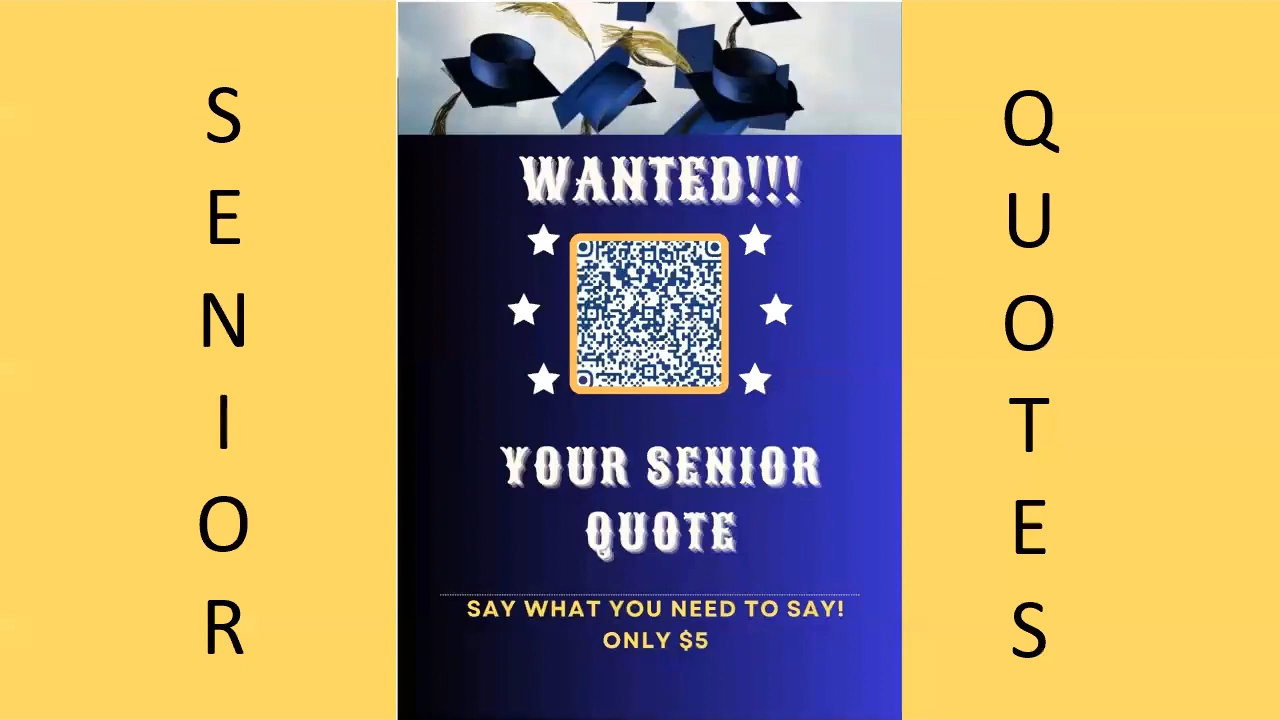 SENIOR
WANTED!!!
YOUR SENIOR
QUOTE
SAY WHAT YOU NEED TO SAY!
ONLY $5
QUOTES